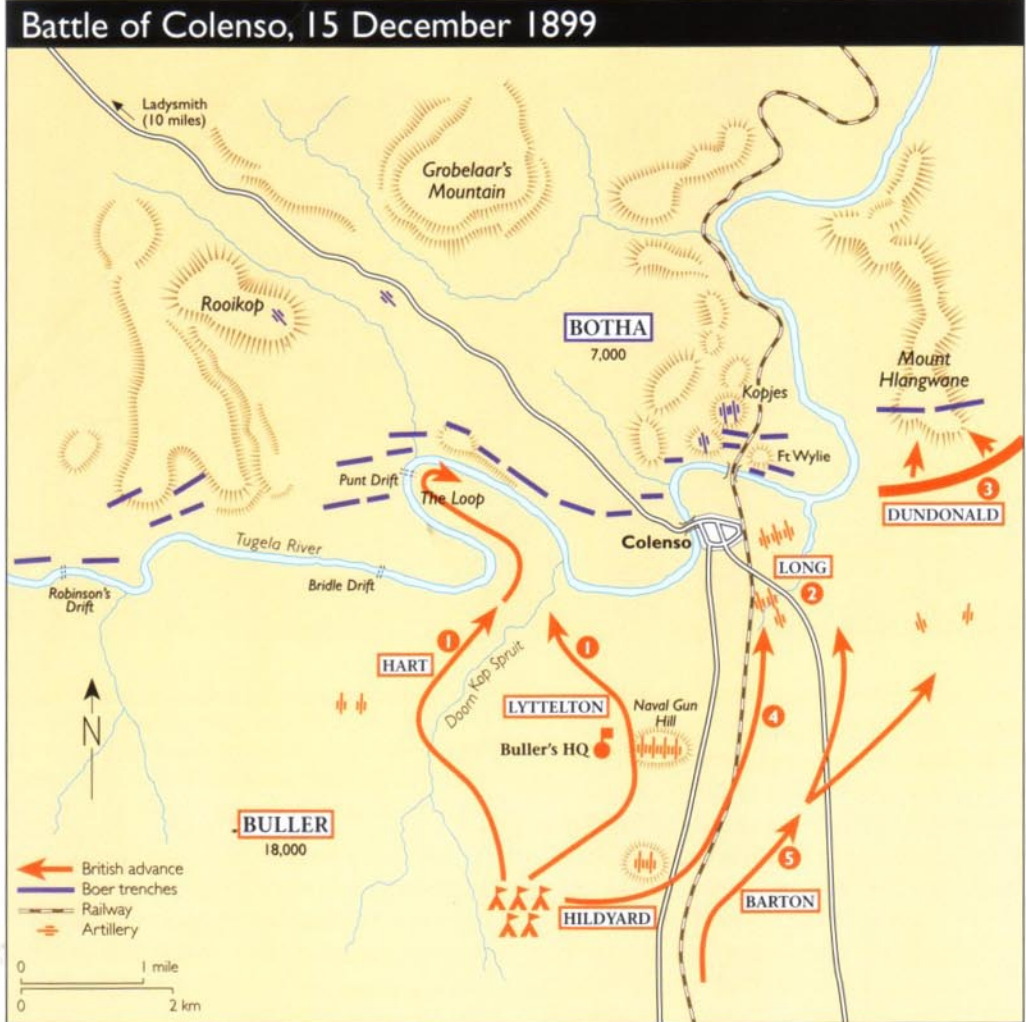 Battle of Colenso, 15 December 1899
Ladysmith
(10 miles)
Grobelaar's
Mountain
Rooikop
BOTHA
7,000
Mount
Hlangwane
Kopjes
Ft Wylie
Punt Drift
The Loop
3
DUNDONALD
Colenso
Tugela River
LONG
2
Robinson's
Drift
Bridle Drift
1
1
HART
Doorn Kop Spruit
LYTTELTON
Naval Gun
Hill
4
Buller's HQ
N
BULLER
18,000
5
British advance
Boer trenches
Railway
Artillery
BARTON
HILDYARD
0 1 mile
0 2 km